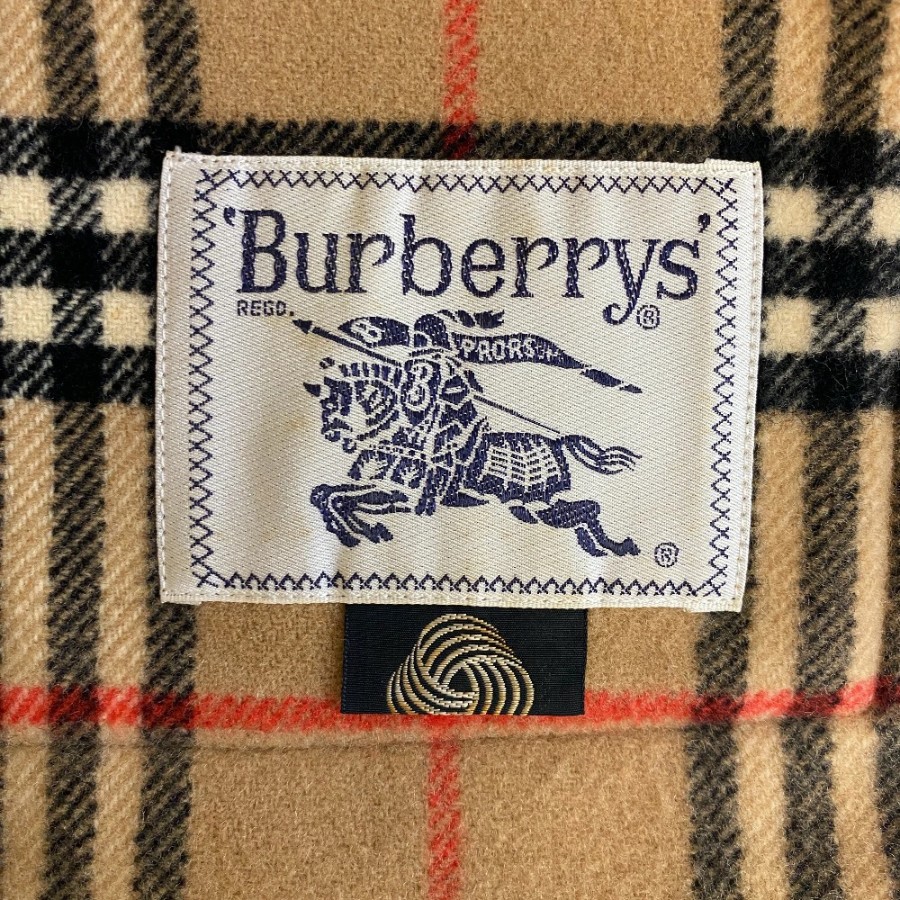 'Burberrys'
REGD. ®
PRORSUM
B
®